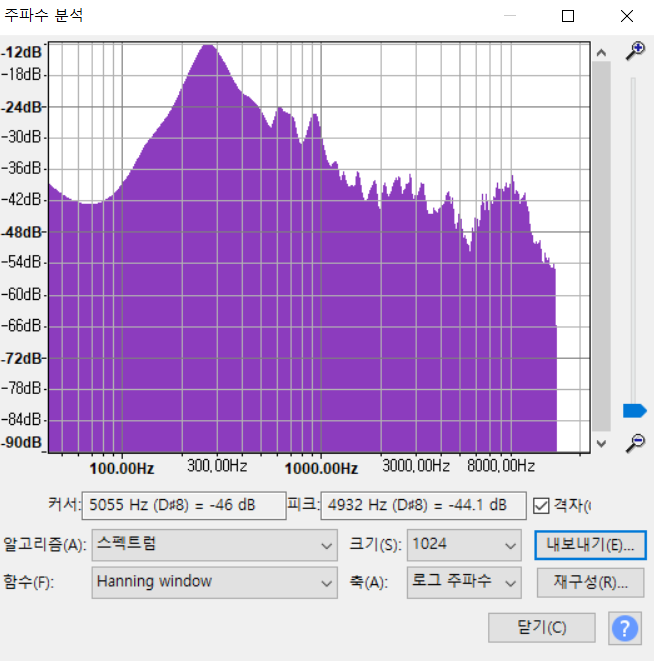 주파수 분석
-12dB
-18dB
-24dB
-30dB
-36dB
-42dB
-48dB
-54dB
-60dB
-66dB
-72dB
-78dB
-84dB
-90dB
100.00Hz 300.00Hz 1000.00Hz 3000.00Hz 8000.00Hz
커서: 5055 Hz (D♯8) = -46 dB 피크: 4932 Hz (D♯8) = -44.1 dB 격자(
알고리즘(A): 스펙트럼 크기(S): 1024 내보내기(E)...
함수(F): Hanning window 축(A): 로그 주파수 재구성(R)...
닫기(C) ?